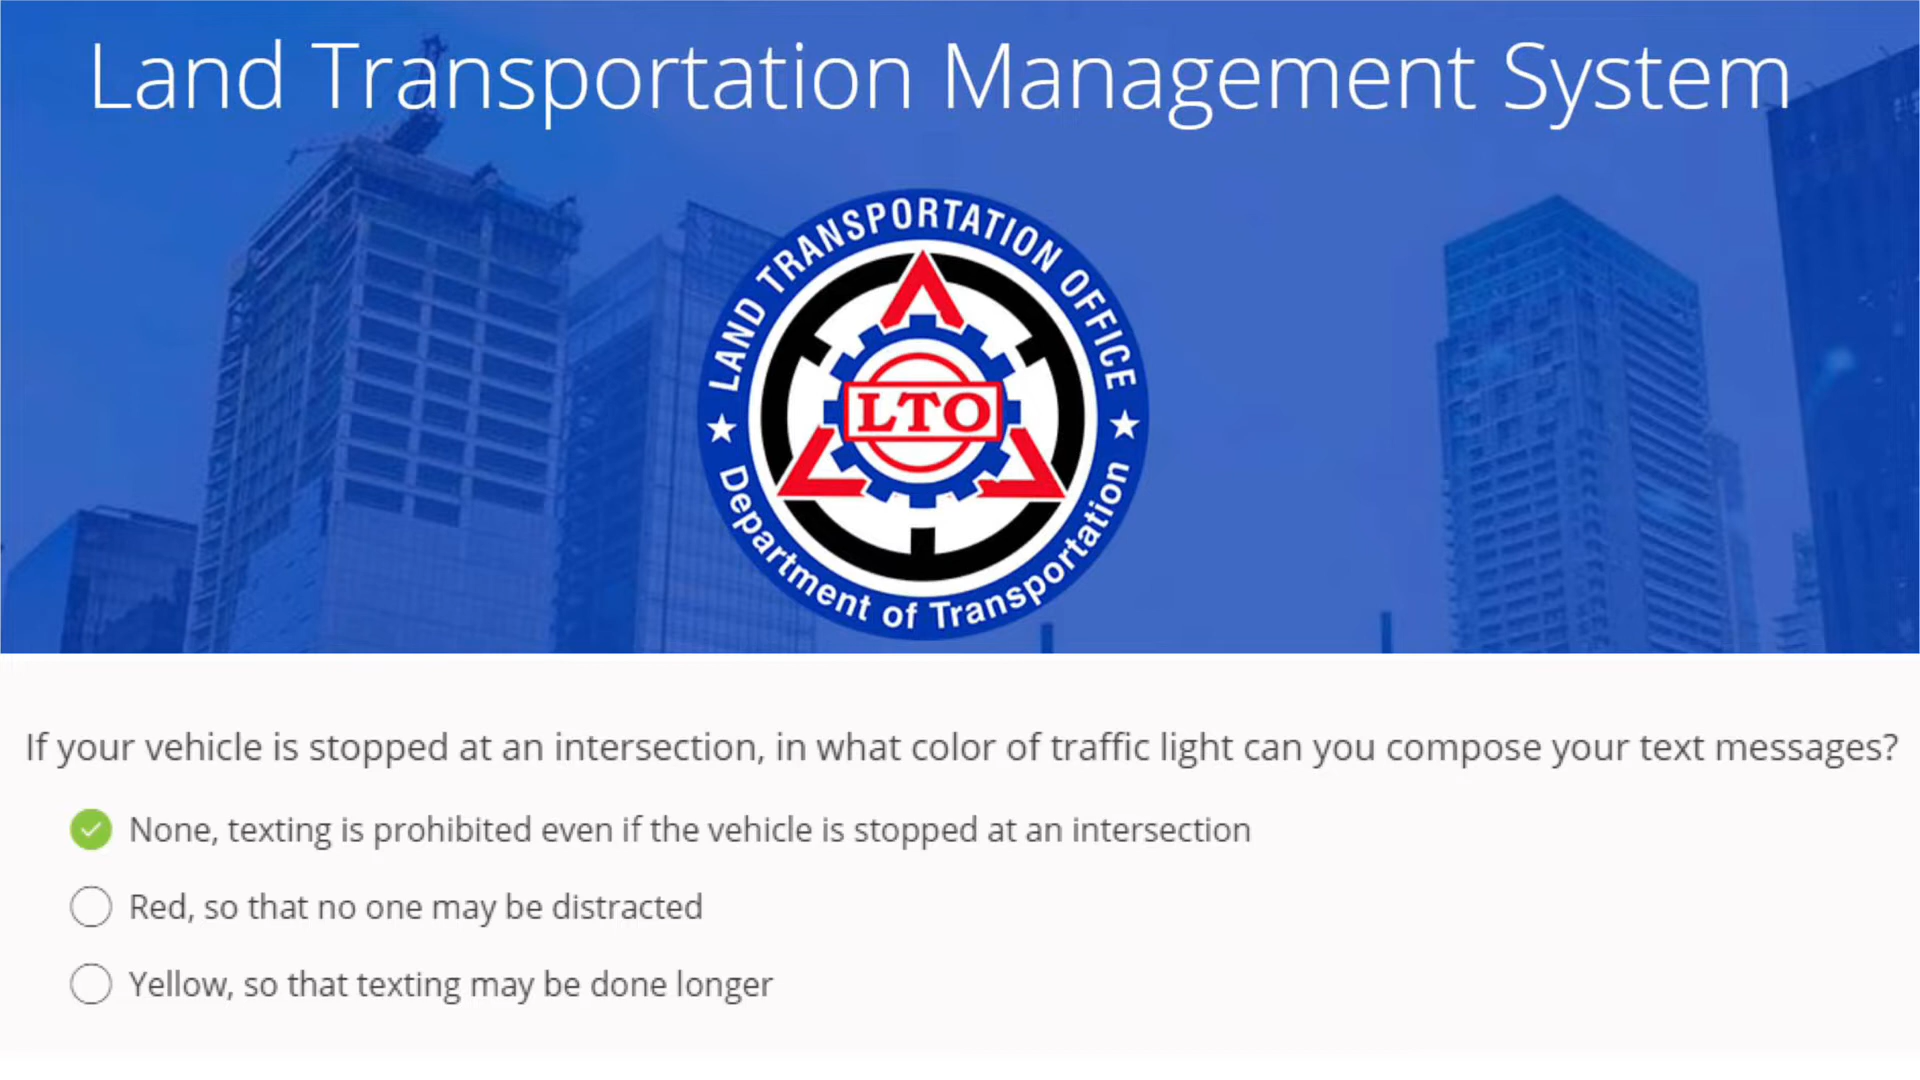 Land Transportation Management System
LAND TRANSPORTATION OFFICE
LTO
Department of Transportation
If your vehicle is stopped at an intersection, in what color of traffic light can you compose your text messages?
None, texting is prohibited even if the vehicle is stopped at an intersection
Red, so that no one may be distracted
Yellow, so that texting may be done longer